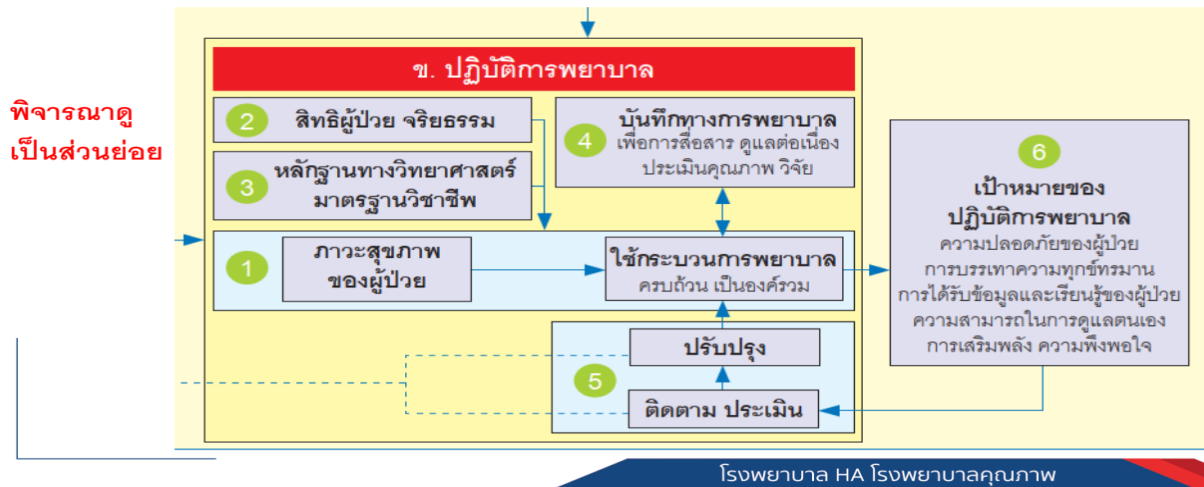 พิจารณาดู
เป็นส่วนย่อย
ข. ปฏิบัติการพยาบาล
2
สิทธิผู้ป่วย จริยธรรม
3
หลักฐานทางวิทยาศาสตร์
มาตรฐานวิชาชีพ
4
บันทึกทางการพยาบาล
เพื่อการสื่อสาร ดูแลต่อเนื่อง
ประเมินคุณภาพ วิจัย
1
ภาวะสุขภาพ
ของผู้ป่วย
ใช้กระบวนการพยาบาล
ครบถ้วน เป็นองค์รวม
5
ปรับปรุง
ติดตาม ประเมิน
6
เป้าหมายของ
ปฏิบัติการพยาบาล
ความปลอดภัยของผู้ป่วย
การบรรเทาความทุกข์ทรมาน
การได้รับข้อมูลและเรียนรู้ของผู้ป่วย
ความสามารถในการดูแลตนเอง
การเสริมพลัง ความพึงพอใจ
โรงพยาบาล HA โรงพยาบาลคุณภาพ